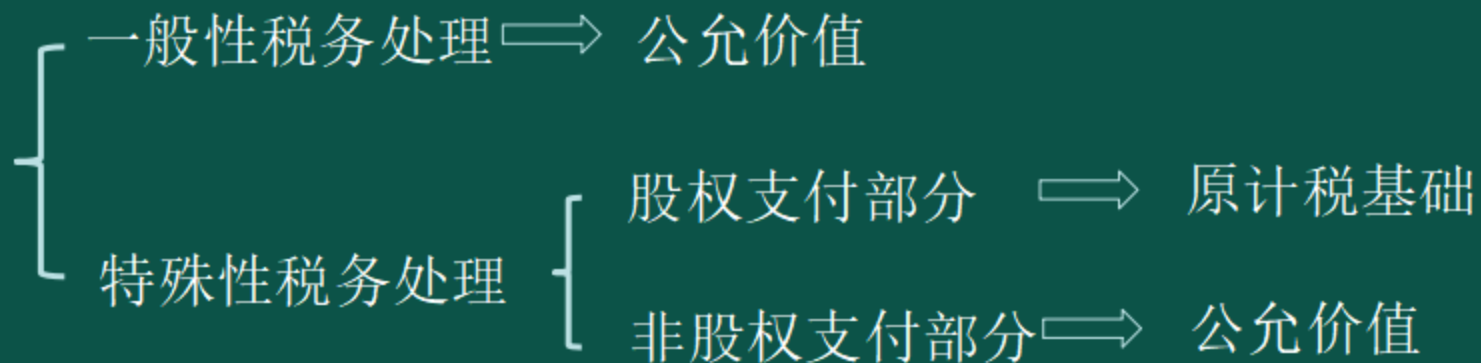 一般性税务处理 公允价值
股权支付部分 原计税基础
特殊性税务处理
非股权支付部分 公允价值